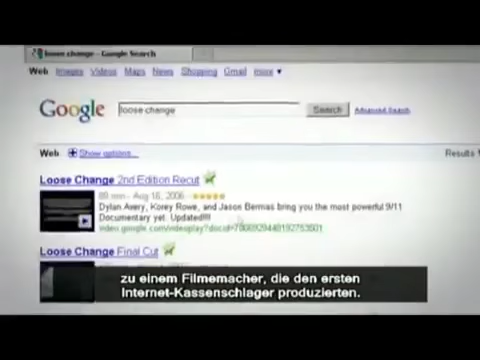 loose change - Google Search
Web Images Videos Maps News Shopping Gmail more ▼
Google loose change Search Advanced Search
Web Show options... Results 1
Loose Change 2nd Edition Recut
89 min - Aug 16, 2006 - ★★★★★
Dylan Avery, Korey Rowe, and Jason Bermas bring you the most powerful 9/11
Documentary yet. Updated!!!!
Loose Change Final Cut
zu einem Filmemacher, die den ersten
Internet-Kassenschlager produzierten.